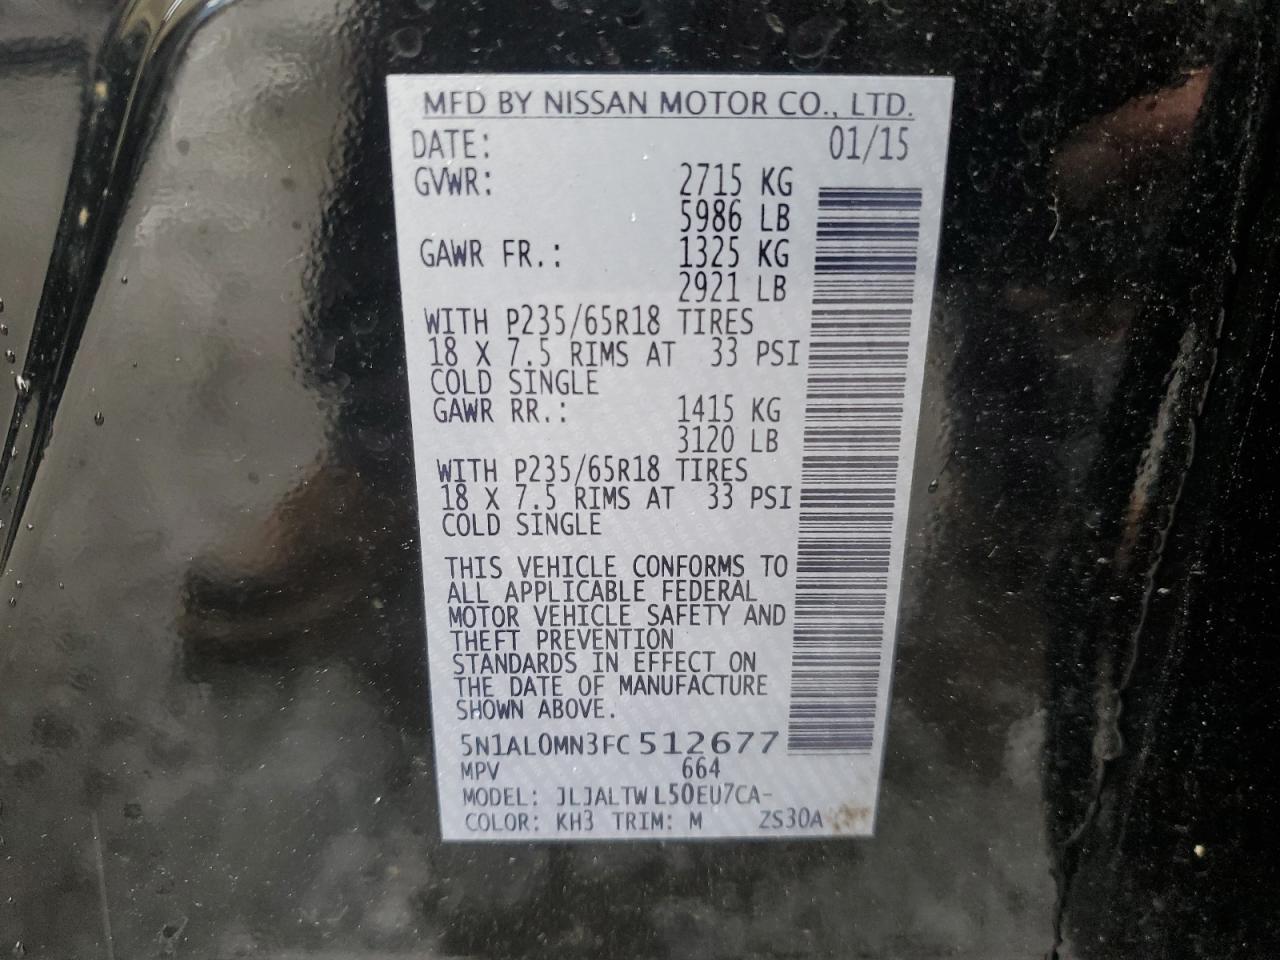 MFD BY NISSAN MOTOR CO., LTD.
DATE: 01/15
GVWR: 2715 KG
5986 LB
GAWR FR.: 1325 KG
2921 LB
WITH P235/65R18 TIRES
18 X 7.5 RIMS AT 33 PSI
COLD SINGLE
GAWR RR.: 1415 KG
3120 LB
WITH P235/65R18 TIRES
18 X 7.5 RIMS AT 33 PSI
COLD SINGLE
THIS VEHICLE CONFORMS TO
ALL APPLICABLE FEDERAL
MOTOR VEHICLE SAFETY AND
THEFT PREVENTION
STANDARDS IN EFFECT ON
THE DATE OF MANUFACTURE
SHOWN ABOVE.
5N1AL0MN3FC512677
MPV 664
MODEL: JLJALTWL50EU7CA-
COLOR: KH3 TRIM: M ZS30A